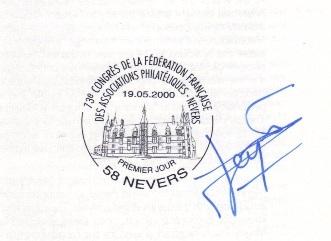 73e CONGRÈS DE LA FÉDÉRATION FRANÇAISE
DES ASSOCIATIONS PHILATÉLIQUES - NEVERS
19.05.2000
PREMIER JOUR
58 NEVERS